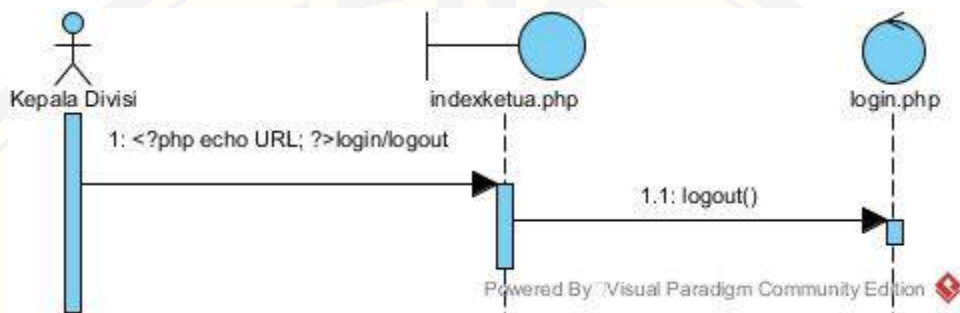 Kepala Divisi
indexketua.php
login.php
1: <?php echo URL; ?>login/logout
1.1: logout()
Powered By Visual Paradigm Community Edition